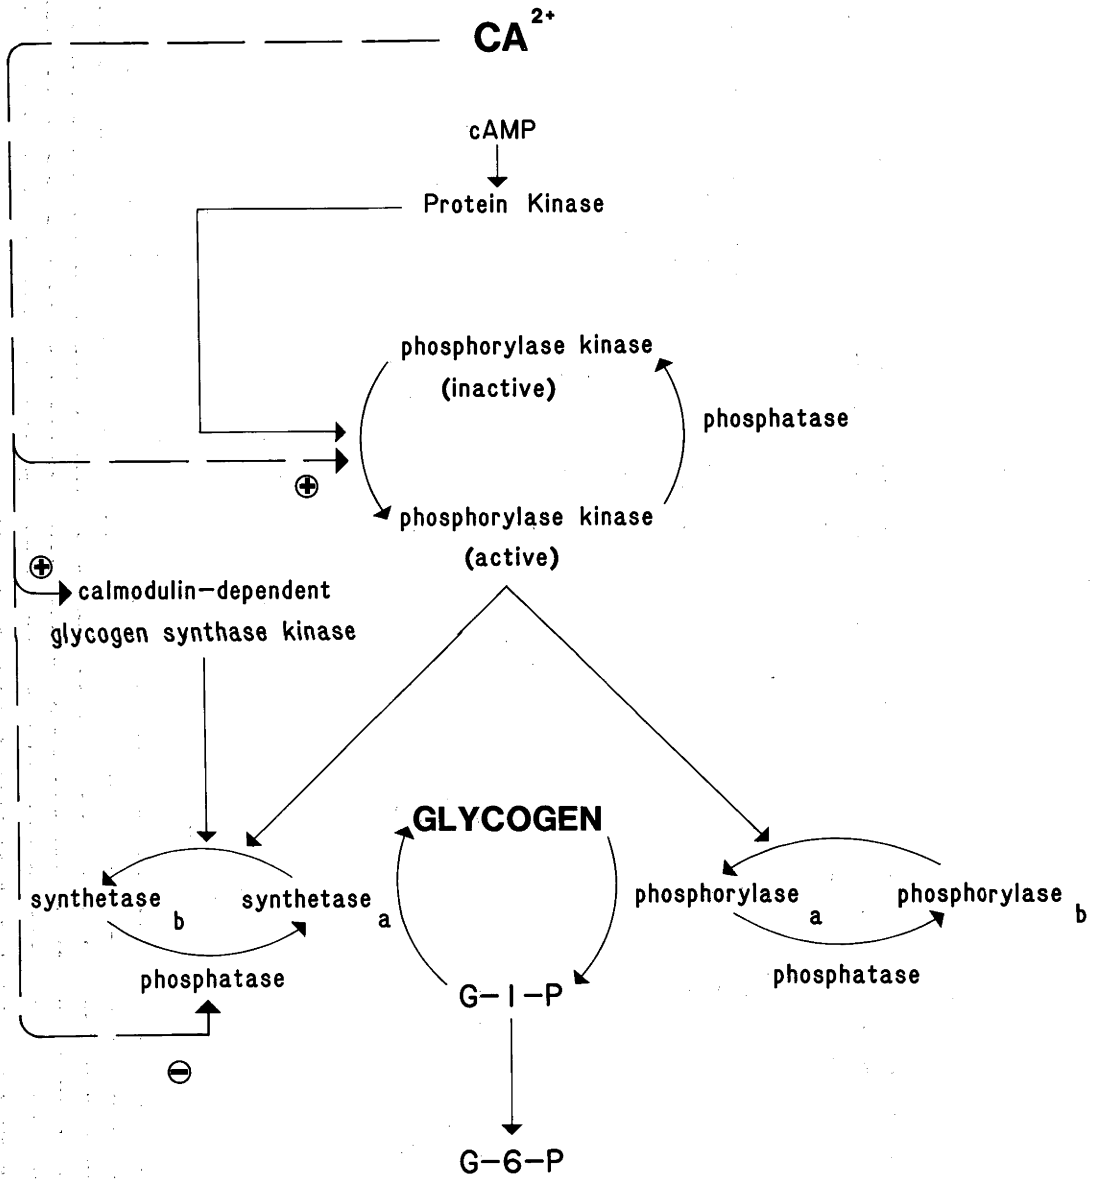 CA2+
cAMP
Protein Kinase
phosphorylase kinase
(inactive)
phosphatase
+
phosphorylase kinase
(active)
+
calmodulin-dependent
glycogen synthase kinase
GLYCOGEN
synthetase b
synthetase a
phosphorylase a
phosphorylase b
phosphatase
phosphatase
G-1-P
−
G-6-P